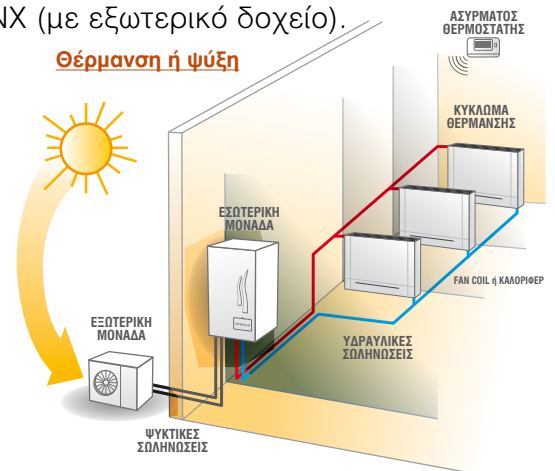 NX (με εξωτερικό δοχείο).
Θέρμανση ή ψύξη
ΑΣΥΡΜΑΤΟΣ
ΘΕΡΜΟΣΤΑΤΗΣ
ΚΥΚΛΩΜΑ
ΘΕΡΜΑΝΣΗΣ
ΕΣΩΤΕΡΙΚΗ
ΜΟΝΑΔΑ
FAN COIL ή ΚΑΛΟΡΙΦΕΡ
ΕΞΩΤΕΡΙΚΗ
ΜΟΝΑΔΑ
ΥΔΡΑΥΛΙΚΕΣ
ΣΩΛΗΝΩΣΕΙΣ
ΨΥΚΤΙΚΕΣ
ΣΩΛΗΝΩΣΕΙΣ